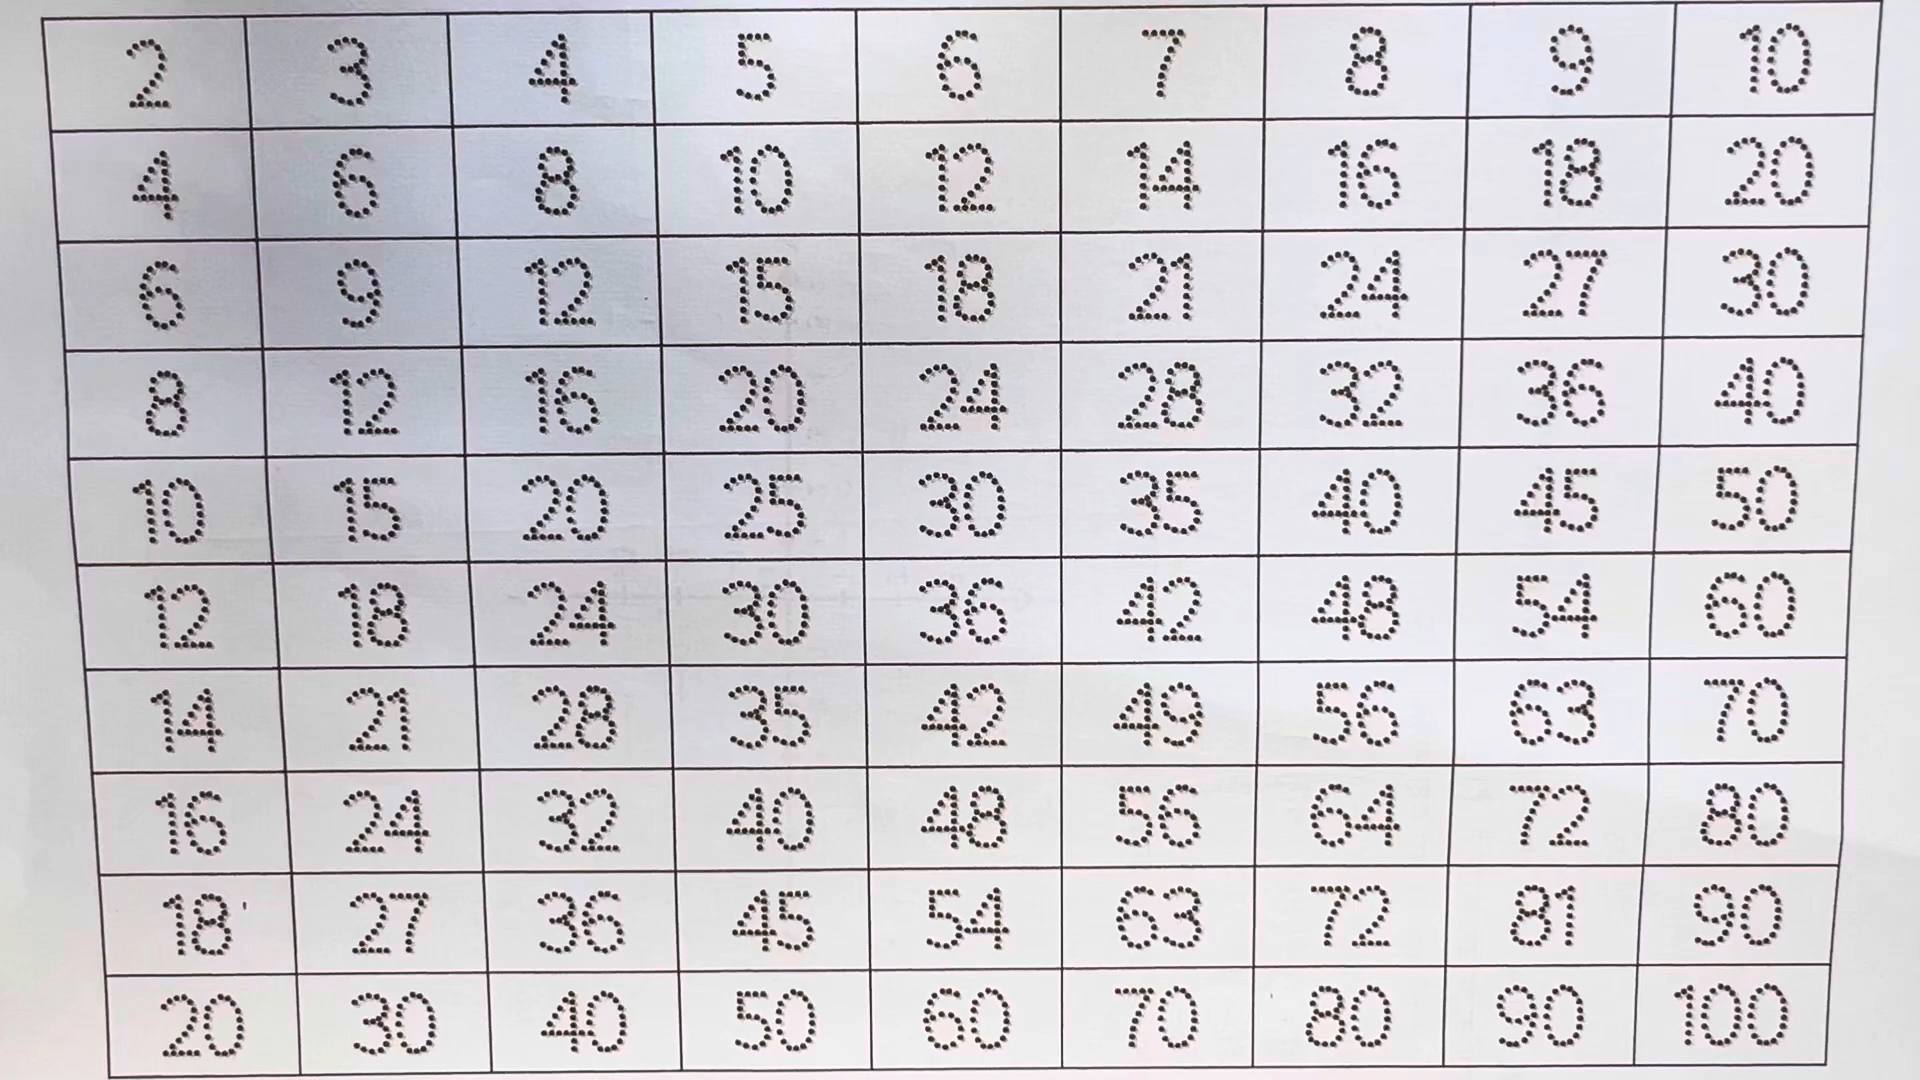 2 3 4 5 6 7 8 9 10
4 6 8 10 12 14 16 18 20
6 9 12 15 18 21 24 27 30
8 12 16 20 24 28 32 36 40
10 15 20 25 30 35 40 45 50
12 18 24 30 36 42 48 54 60
14 21 28 35 42 49 56 63 70
16 24 32 40 48 56 64 72 80
18 27 36 45 54 63 72 81 90
20 30 40 50 60 70 80 90 100